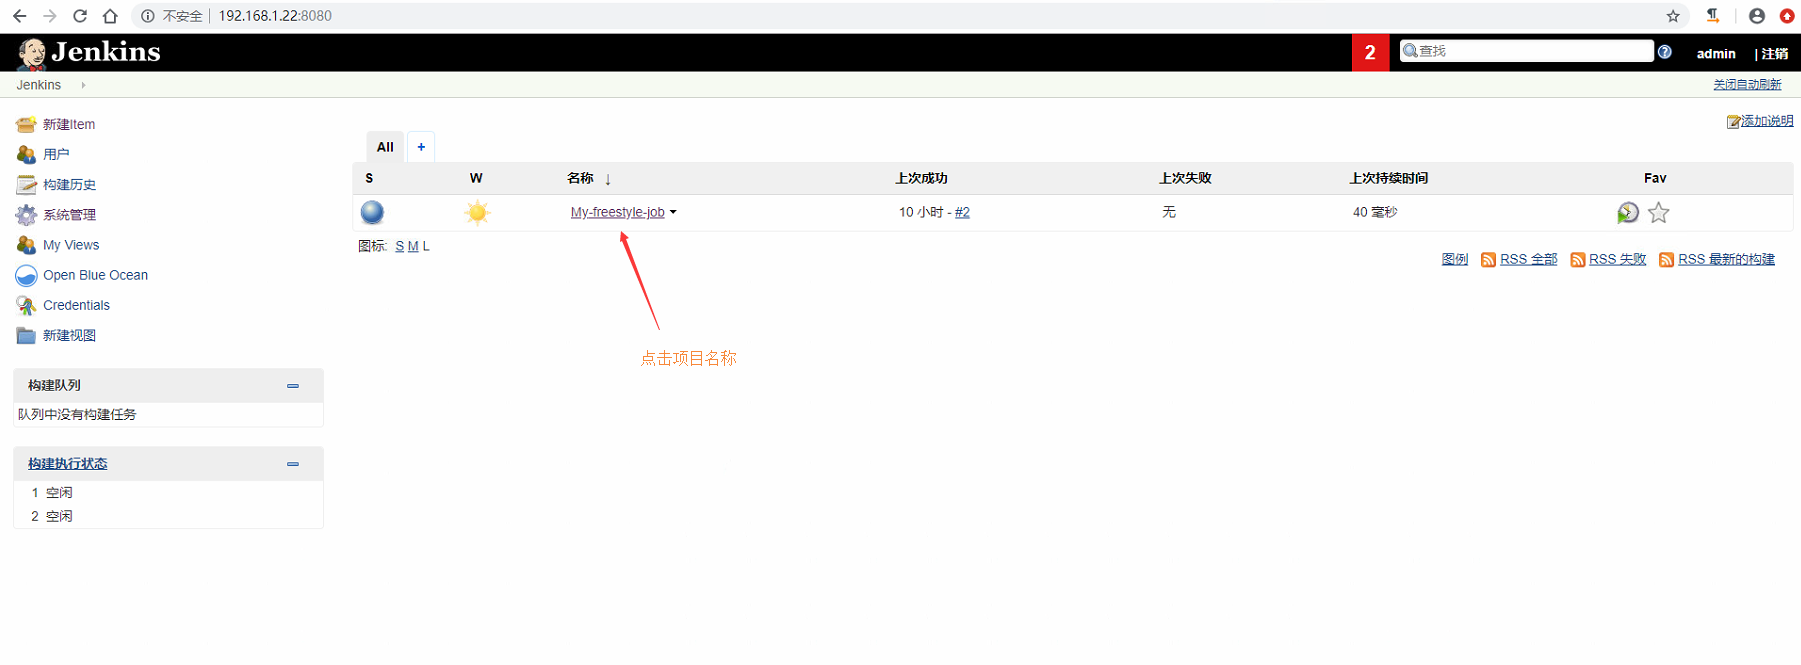 不安全 | 192.168.1.22:8080
Jenkins
2
查找
admin
| 注销
Jenkins
关闭自动刷新
新建Item
用户
构建历史
系统管理
My Views
Open Blue Ocean
Credentials
新建视图
构建队列
队列中没有构建任务
构建执行状态
1 空闲
2 空闲
添加说明
All +
S W 名称 ↓ 上次成功 上次失败 上次持续时间 Fav
My-freestyle-job 10 小时 - #2 无 40 毫秒
图标: S M L
图例 RSS 全部 RSS 失败 RSS 最新的构建
点击项目名称